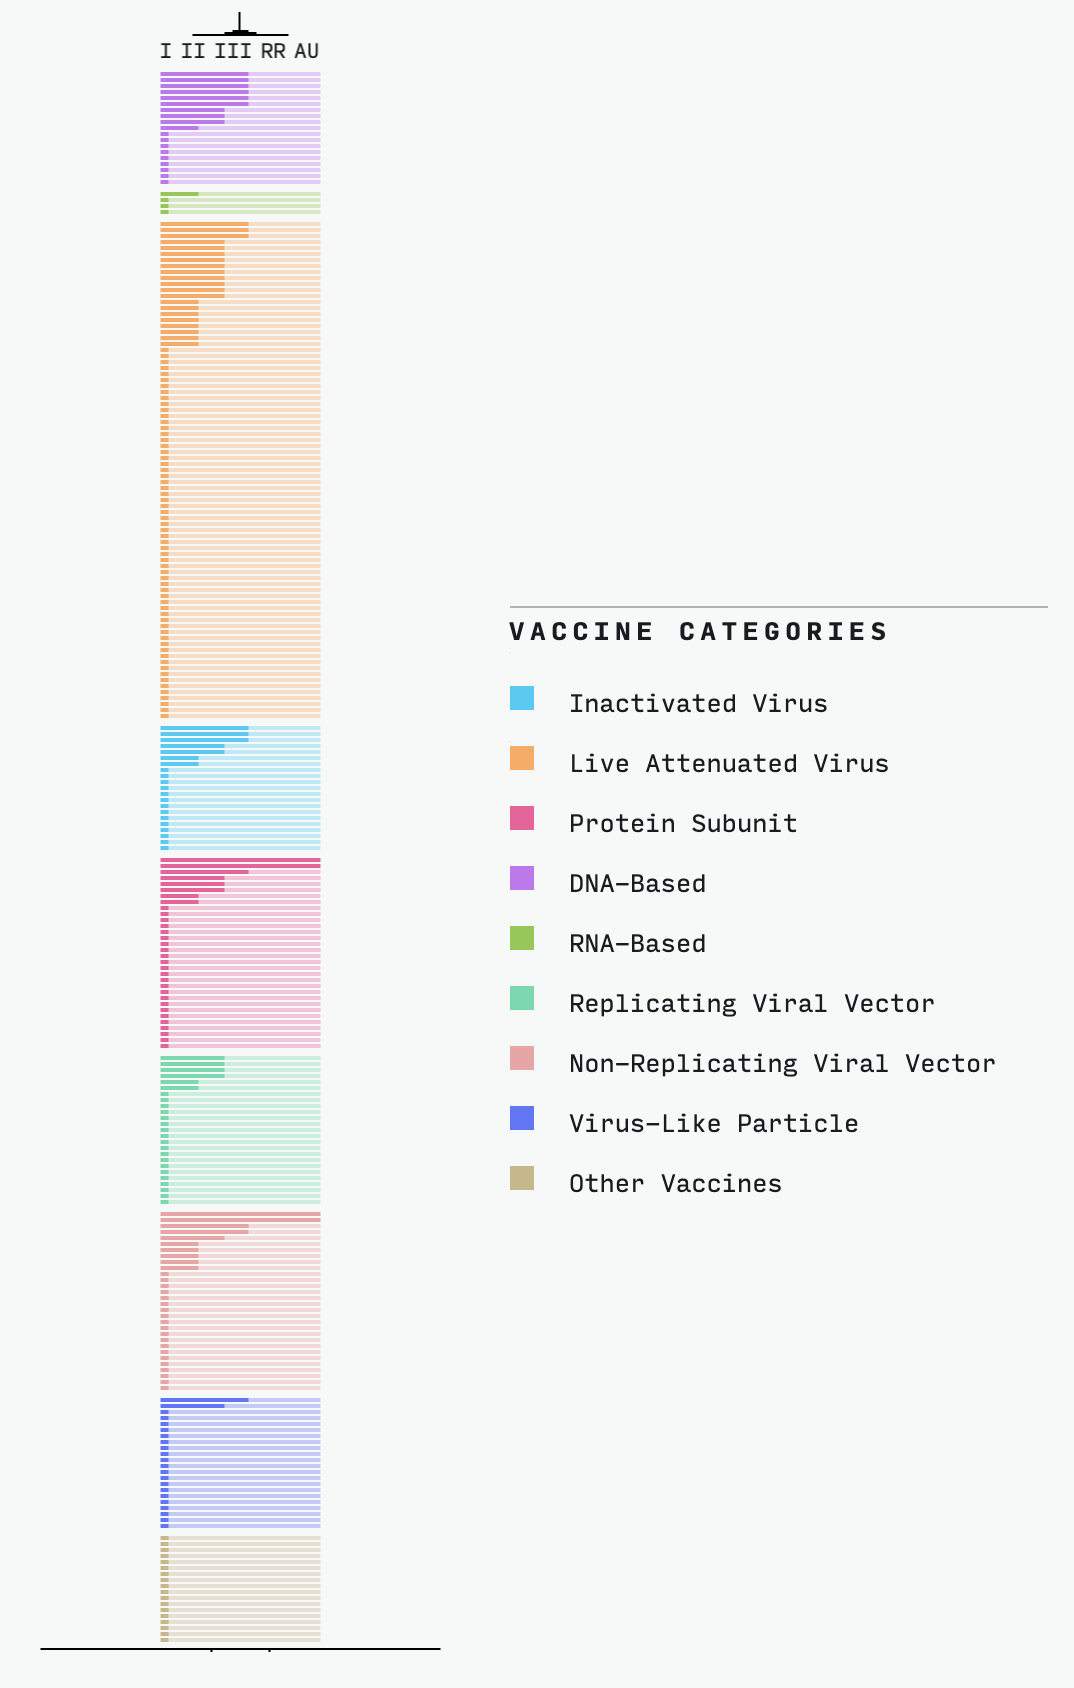 I II III RR AU
VACCINE CATEGORIES
Inactivated Virus
Live Attenuated Virus
Protein Subunit
DNA–Based
RNA–Based
Replicating Viral Vector
Non–Replicating Viral Vector
Virus–Like Particle
Other Vaccines